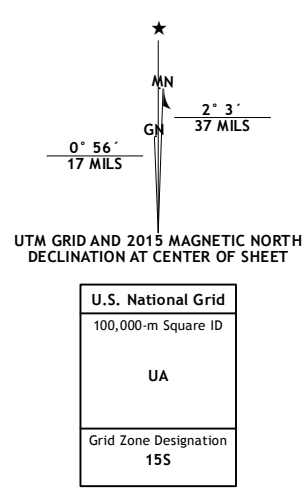 ★
MN
2° 3´
37 MILS
GN
0° 56´
17 MILS
UTM GRID AND 2015 MAGNETIC NORTH
DECLINATION AT CENTER OF SHEET
U.S. National Grid
100,000-m Square ID
UA
Grid Zone Designation
15S